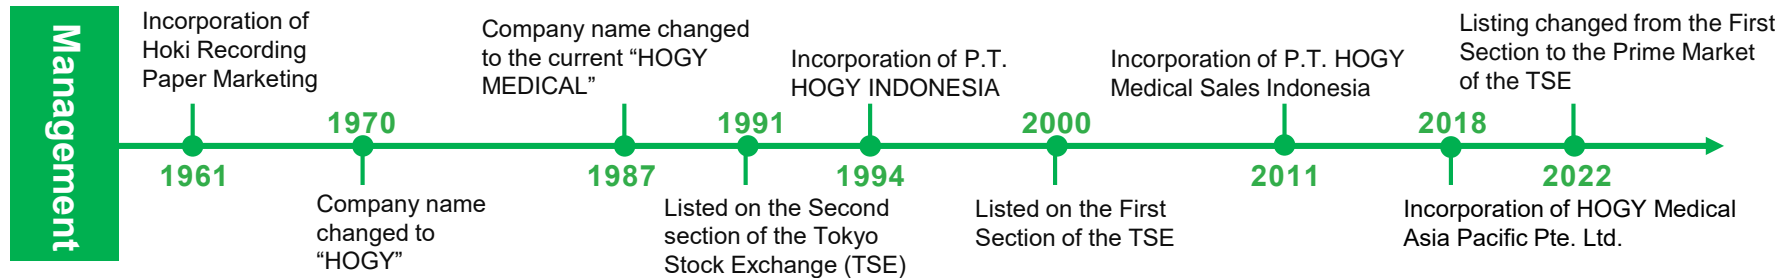 Management
Incorporation of
Hoki Recording
Paper Marketing
1961
1970
Company name
changed to
“HOGY”
Company name changed
to the current “HOGY
MEDICAL”
1987
1991
Listed on the Second
section of the Tokyo
Stock Exchange (TSE)
Incorporation of P.T.
HOGY INDONESIA
1994
2000
Listed on the First
Section of the TSE
Incorporation of P.T. HOGY
Medical Sales Indonesia
2011
2018
Incorporation of HOGY Medical
Asia Pacific Pte. Ltd.
Listing changed from the First
Section to the Prime Market
of the TSE
2022